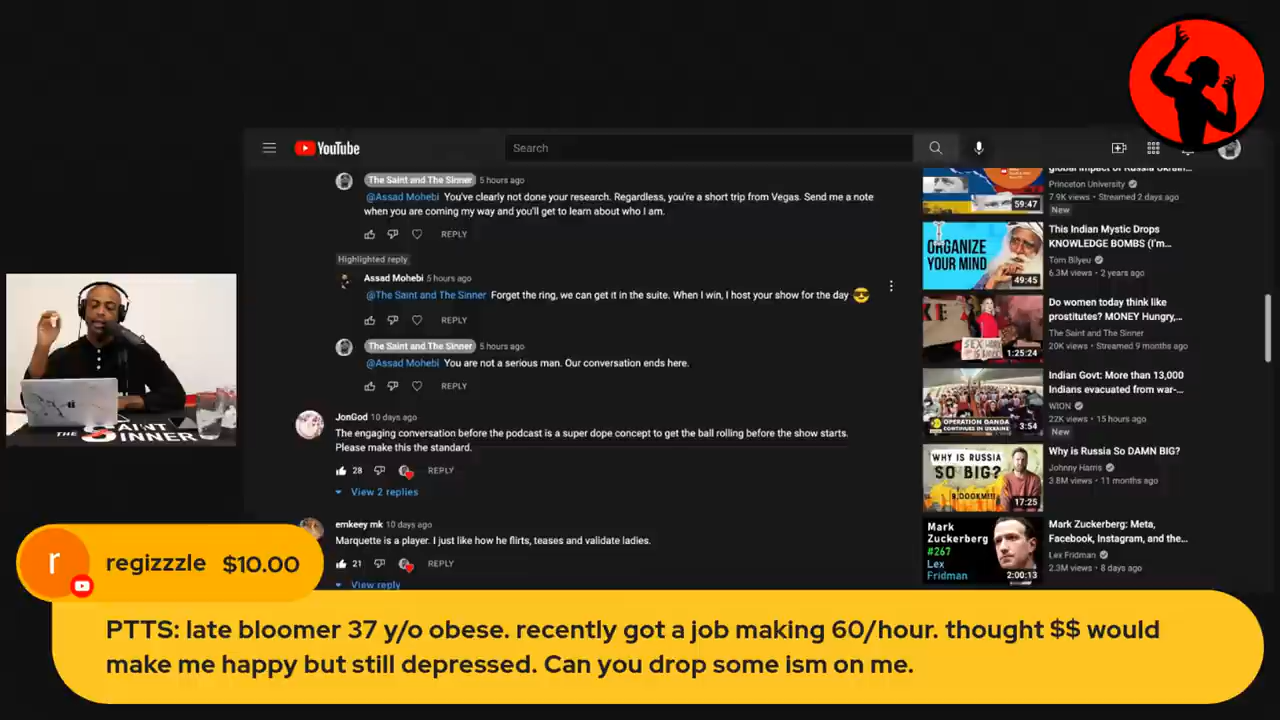 YouTube
Search
The Saint and The Sinner 5 hours ago
@Assad Mohebi You've clearly not done your research. Regardless, you're a short trip from Vegas. Send me a note
when you are coming my way and you'll get to learn about who I am.
REPLY
Highlighted reply
Assad Mohebi 5 hours ago
@The Saint and The Sinner Forget the ring, we can get it in the suite. When I win, I host your show for the day 😎
REPLY
The Saint and The Sinner 5 hours ago
@Assad Mohebi You are not a serious man. Our conversation ends here.
REPLY
JonGod 10 days ago
The engaging conversation before the podcast is a super dope concept to get the ball rolling before the show starts.
Please make this the standard.
28 REPLY
View 2 replies
emkeey mk 10 days ago
Marquette is a player. I just like how he flirts, teases and validate ladies.
21 REPLY
View reply
Princeton University
7.9K views • Streamed 2 days ago
New
59:47
This Indian Mystic Drops
KNOWLEDGE BOMBS (I'm...
Tom Bilyeu
6.3M views • 2 years ago
ORGANIZE
YOUR MIND
49:45
Do women today think like
prostitutes? MONEY Hungry,...
The Saint and The Sinner
20K views • Streamed 9 months ago
1:25:24
Indian Govt: More than 13,000
Indians evacuated from war-...
WION
22K views • 15 hours ago
New
OPERATION GANGA
CONTINUES IN UKRAINE
3:54
Why is Russia So DAMN BIG?
Johnny Harris
3.8M views • 11 months ago
WHY IS RUSSIA
SO BIG?
17:25
Mark Zuckerberg: Meta,
Facebook, Instagram, and the...
Lex Fridman
2.3M views • 8 days ago
Mark
Zuckerberg
#267
Lex
Fridman
2:00:13
THE SAINT
SINNER
r
regizzzle $10.00
PTTS: late bloomer 37 y/o obese. recently got a job making 60/hour. thought $$ would
make me happy but still depressed. Can you drop some ism on me.